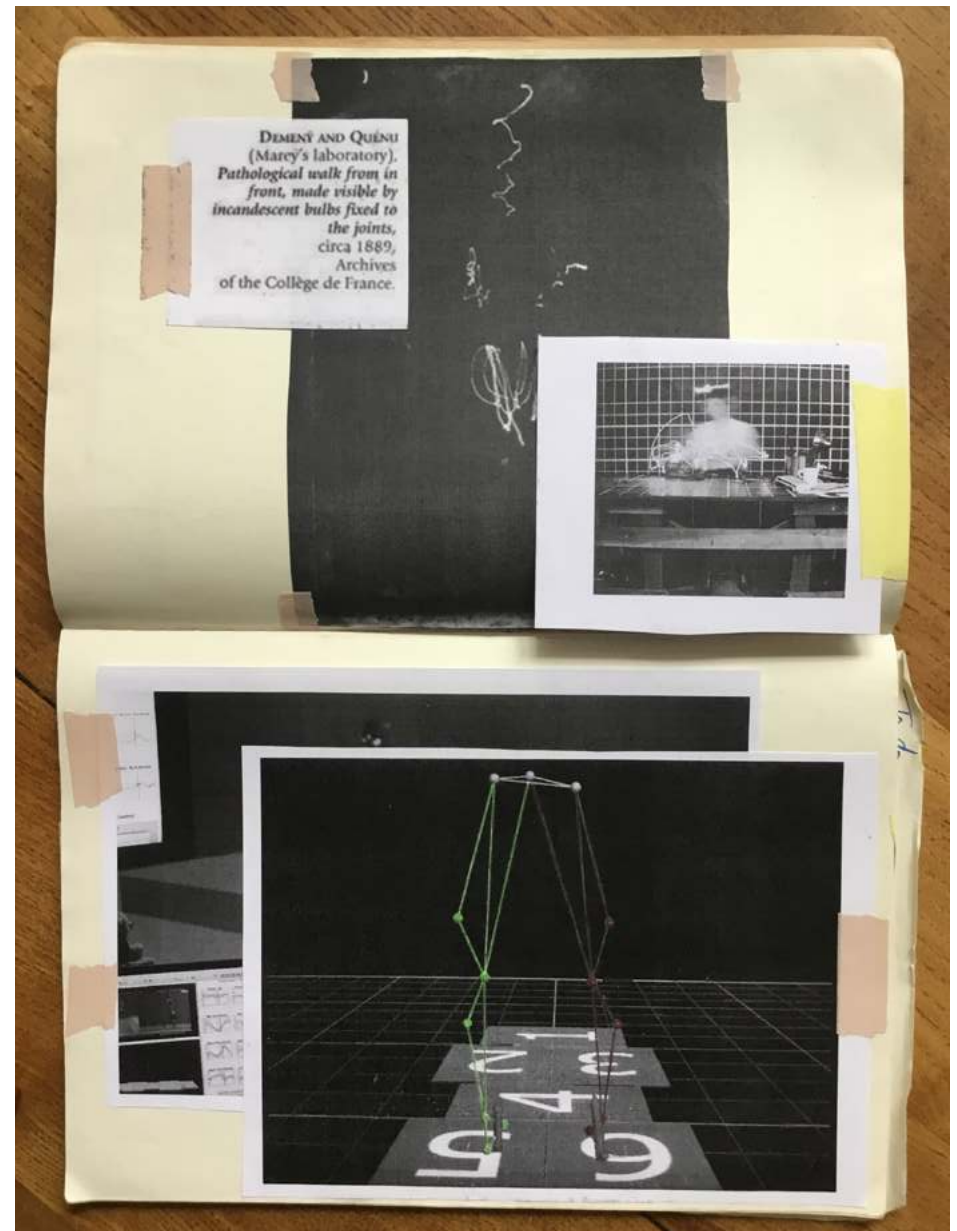 DEMENŸ AND QUÉNU
(Mareÿ's laboratory),
Pathological walk from in
front, made visible by
incandescent bulbs fixed to
the joints,
circa 1889,
Archives
of the Collège de France.
2 1
3
4
5 6